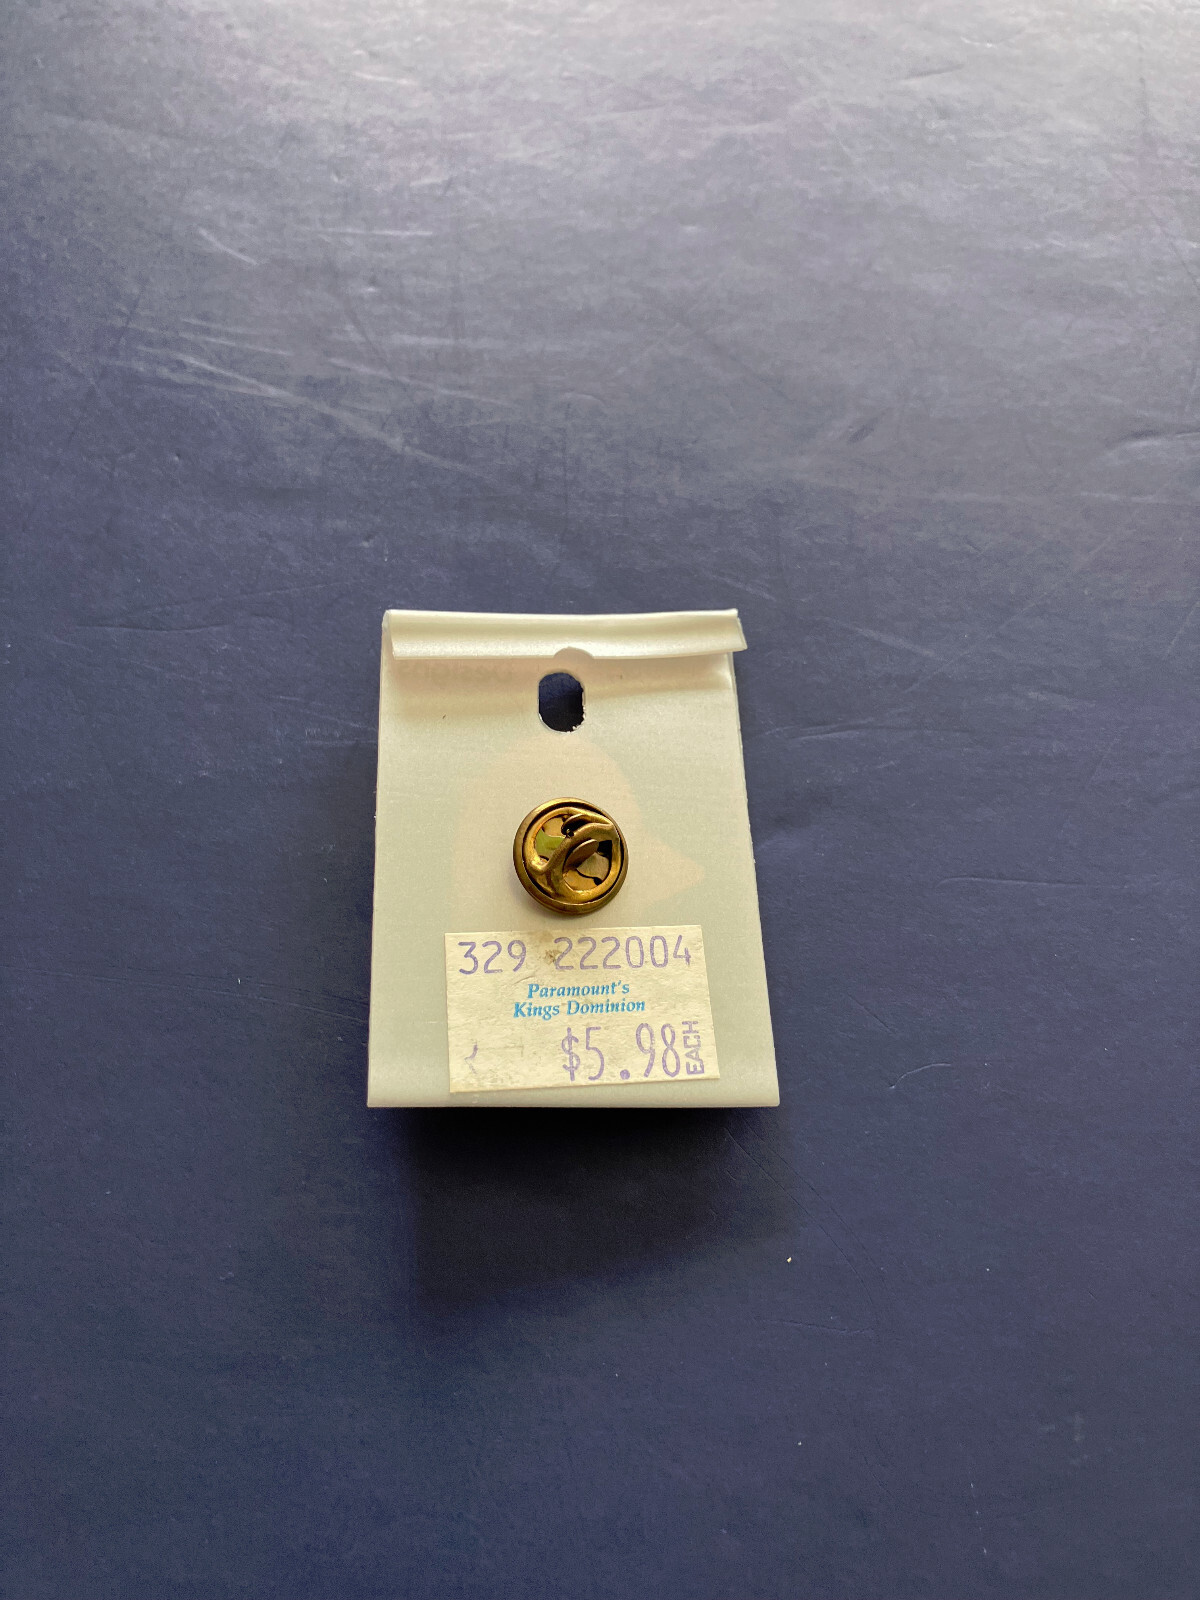 329 222004
Paramount's
Kings Dominion
$5.98 EACH